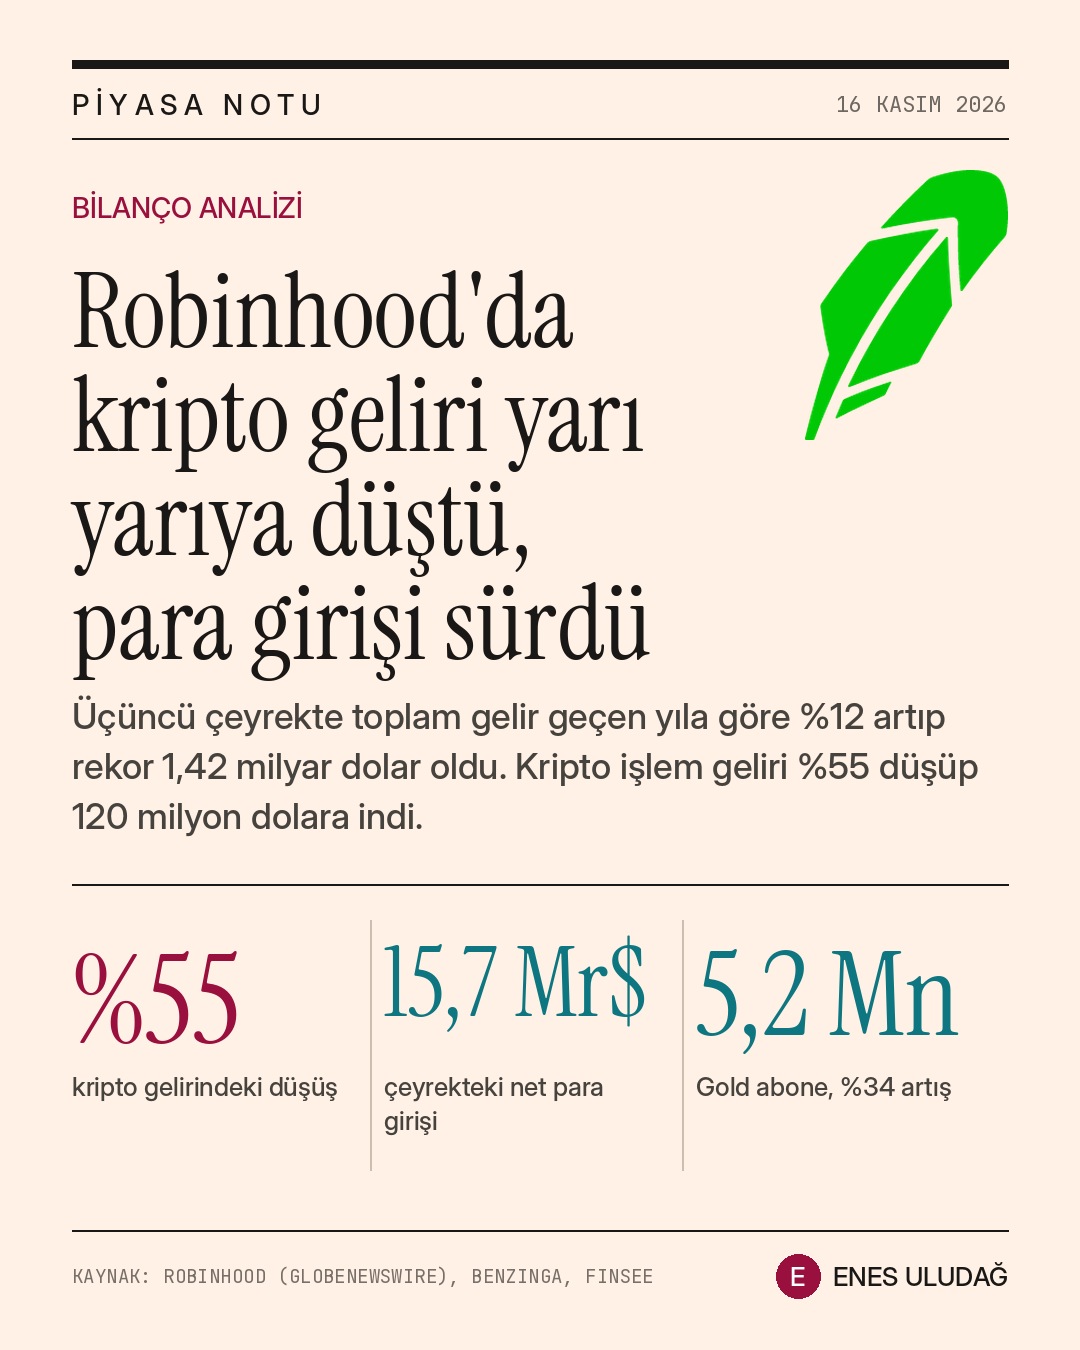 PİYASA NOTU
16 KASIM 2026
BİLANÇO ANALİZİ
Robinhood'da
kripto geliri yarı
yarıya düştü,
para girişi sürdü
Üçüncü çeyrekte toplam gelir geçen yıla göre %12 artıp
rekor 1,42 milyar dolar oldu. Kripto işlem geliri %55 düşüp
120 milyon dolara indi.
%55
kripto gelirindeki düşüş
15,7 Mr$
çeyrekteki net para
girişi
5,2 Mn
Gold abone, %34 artış
KAYNAK: ROBINHOOD (GLOBENEWSWIRE), BENZINGA, FINSEE
E ENES ULUDAĞ